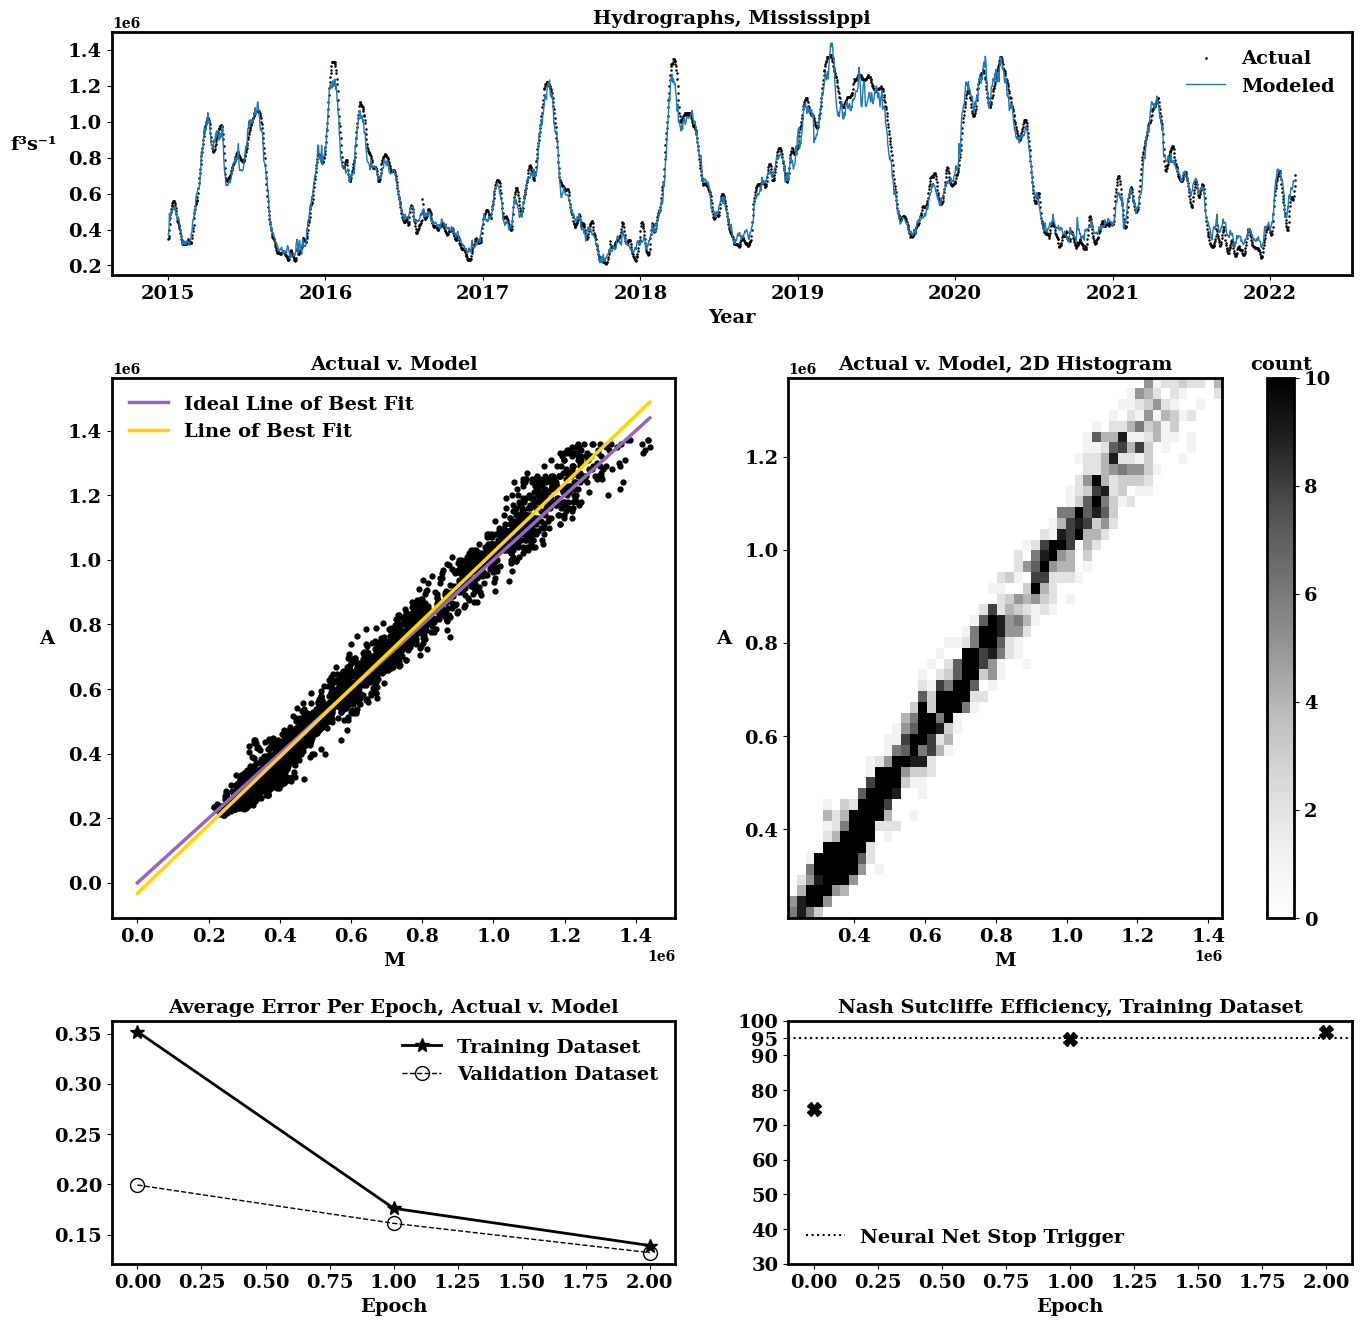 Hydrographs, Mississippi
1e6
1.4
1.2
1.0
0.8
0.6
0.4
0.2
f³s⁻¹
Actual
Modeled
2015 2016 2017 2018 2019 2020 2021 2022
Year
Actual v. Model
1e6
Ideal Line of Best Fit
Line of Best Fit
1.4
1.2
1.0
0.8
0.6
0.4
0.2
0.0
A
0.0 0.2 0.4 0.6 0.8 1.0 1.2 1.4
1e6
M
Actual v. Model, 2D Histogram
1e6
1.2
1.0
0.8
0.6
0.4
A
0.4 0.6 0.8 1.0 1.2 1.4
1e6
M
count
10
8
6
4
2
0
Average Error Per Epoch, Actual v. Model
Training Dataset
Validation Dataset
0.35
0.30
0.25
0.20
0.15
0.00 0.25 0.50 0.75 1.00 1.25 1.50 1.75 2.00
Epoch
Nash Sutcliffe Efficiency, Training Dataset
100
95
90
80
70
60
50
40
30
Neural Net Stop Trigger
0.00 0.25 0.50 0.75 1.00 1.25 1.50 1.75 2.00
Epoch